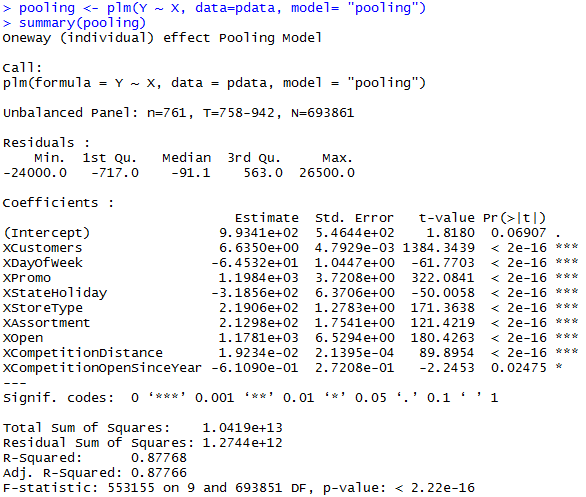 > pooling <- plm(Y ~ X, data=pdata, model= "pooling")
> summary(pooling)
Oneway (individual) effect Pooling Model
Call:
plm(formula = Y ~ X, data = pdata, model = "pooling")
Unbalanced Panel: n=761, T=758-942, N=693861
Residuals :
Min. 1st Qu. Median 3rd Qu. Max.
-24000.0 -717.0 -91.1 563.0 26500.0
Coefficients :
Estimate Std. Error t-value Pr(>|t|)
(Intercept) 9.9341e+02 5.4644e+02 1.8180 0.06907 .
XCustomers 6.6350e+00 4.7929e-03 1384.3439 < 2e-16 ***
XDayOfWeek -6.4532e+01 1.0447e+00 -61.7703 < 2e-16 ***
XPromo 1.1984e+03 3.7208e+00 322.0841 < 2e-16 ***
XStateHoliday -3.1856e+02 6.3706e+00 -50.0058 < 2e-16 ***
XStoreType 2.1906e+02 1.2783e+00 171.3638 < 2e-16 ***
XAssortment 2.1298e+02 1.7541e+00 121.4219 < 2e-16 ***
XOpen 1.1781e+03 6.5294e+00 180.4263 < 2e-16 ***
XCompetitionDistance 1.9234e-02 2.1395e-04 89.8954 < 2e-16 ***
XCompetitionOpenSinceYear -6.1090e-01 2.7208e-01 -2.2453 0.02475 *
---
Signif. codes: 0 ‘***’ 0.001 ‘**’ 0.01 ‘*’ 0.05 ‘.’ 0.1 ‘ ’ 1
Total Sum of Squares: 1.0419e+13
Residual Sum of Squares: 1.2744e+12
R-Squared: 0.87768
Adj. R-Squared: 0.87766
F-statistic: 553155 on 9 and 693851 DF, p-value: < 2.22e-16